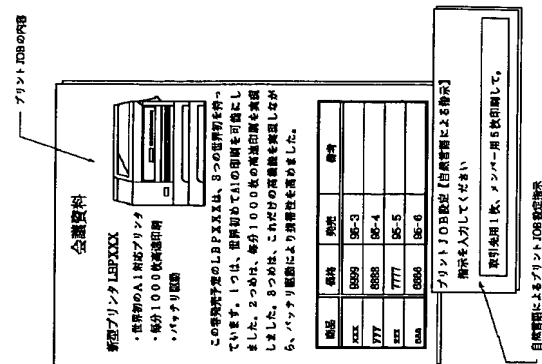 プリントJOBの内容
会議資料
新型プリンタLBPXXX
・世界初のA1対応プリンタ
・毎分1000枚高速印刷
・バッテリ駆動
この春発売予定のLBPXXXは、3つの世界初を持っ
ています。1つは、世界初めてA1の印刷を可能にし
ました。2つめは、毎分1000枚の高速印刷を実現
しました。3つめは、これだけの高機能を実現しなが
ら、バッテリ駆動により携帯性を高めました。
商品 価格 発売 備考
xxx 9999 95-3
yyy 8888 95-4
zzz 7777 95-5
aaa 6666 95-6
プリントJOB設定【自然言語による指示】
指示を入力してください
取引先用1枚、メンバー用5枚印刷して。
自然言語によるプリントJOB設定指示